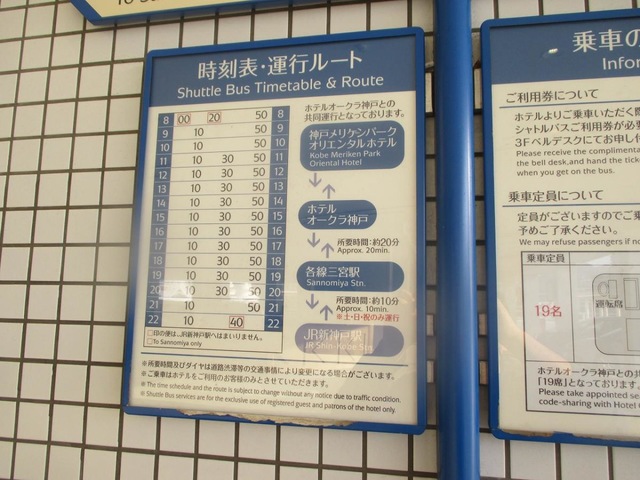 時刻表・運行ルート
Shuttle Bus Timetable & Route
8 00 20 50 8
9 10 50 9
10 10 50 10
11 10 30 50 11
12 10 30 50 12
13 10 30 50 13
14 10 30 50 14
15 10 30 50 15
16 10 30 50 16
17 10 30 50 17
18 10 30 50 18
19 10 30 50 19
20 10 30 50 20
21 10 50 21
22 10 40 22
□印の便は、JR新神戸駅へはまいりません。
□To Sannomiya only
ホテルオークラ神戸との
共同運行となっております。
神戸メリケンパーク
オリエンタルホテル
Kobe Meriken Park
Oriental Hotel
ホテル
オークラ神戸
所要時間:約20分
Approx. 20min.
各線三宮駅
Sannomiya Stn.
所要時間:約10分
Approx. 10min.
※土・日・祝のみ運行
JR新神戸駅
JR Shin-Kobe Stn.
※所要時間及びダイヤは道路渋滞等の交通事情により変更になる場合がございます。
※ご乗車はホテルをご利用のお客様のみとさせていただきます。
※ The time schedule and the route is subject to change without any notice due to traffic condition.
※ Shuttle Bus services are for the exclusive use of registered guest and patrons of the hotel only.
乗車の
Infor
ご利用券について
ホテルよりご乗車いただく際
シャトルバスご利用券が必要
3Fベルデスクにてお申し付
Please receive the complimenta
the bell desk,and hand the ticke
when you get on the bus.
乗車定員について
定員がございますのでご乗
予めご了承ください。
We may refuse passengers if no
乗車定員
19名
運転席
ホテルオークラ神戸との共
「19席」となっております。
Please take appointed se
code-sharing with Hotel